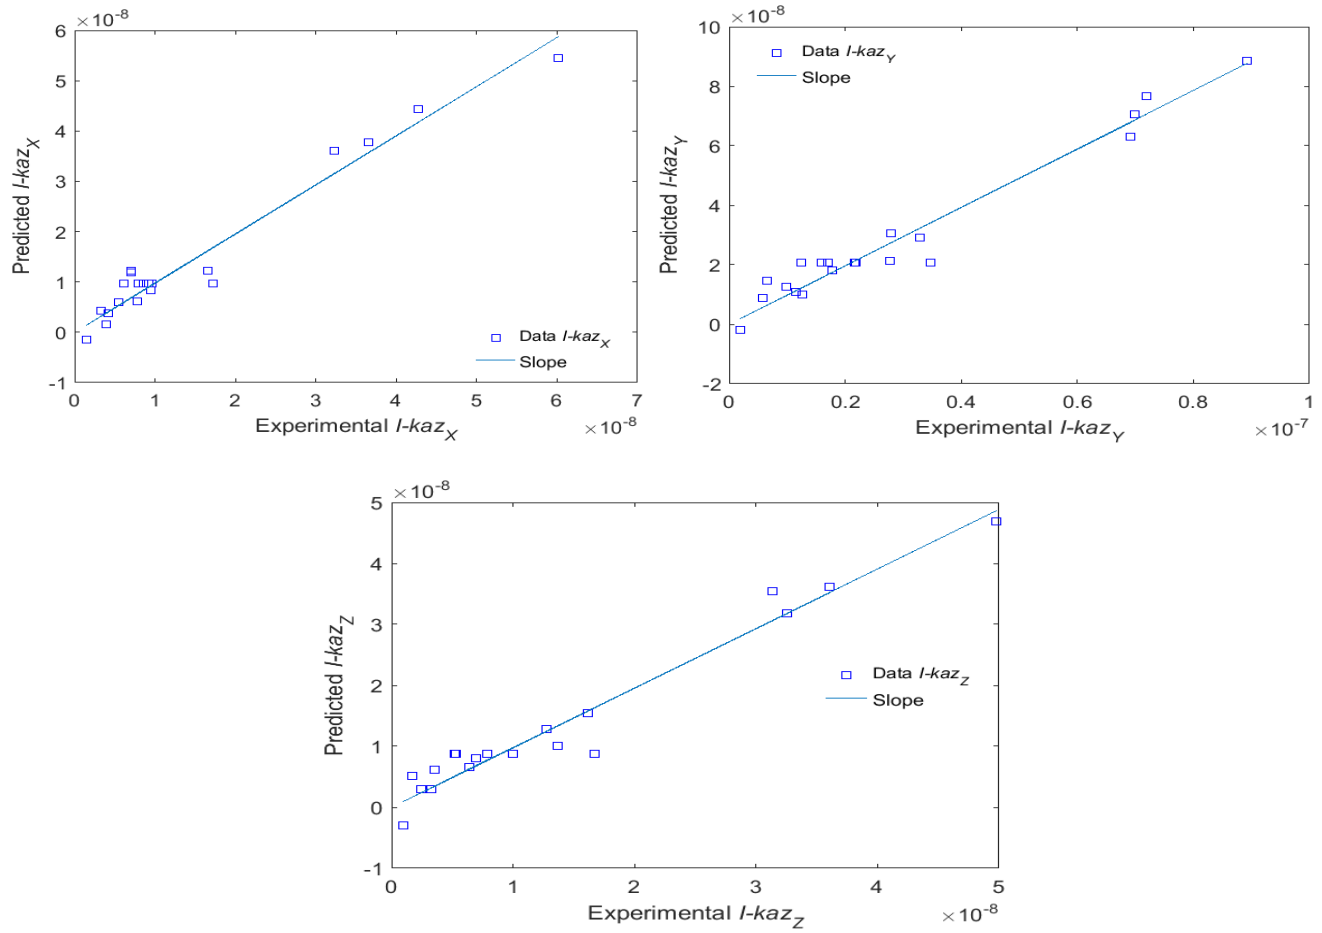 ×10-8
6
5
4
3
2
1
0
-1
Predicted I-kazX
Data I-kazX
Slope
0 1 2 3 4 5 6 7
Experimental I-kazX
×10-8
×10-8
10
8
6
4
2
0
-2
Predicted I-kazY
Data I-kazY
Slope
0 0.2 0.4 0.6 0.8 1
Experimental I-kazY
×10-7
×10-8
5
4
3
2
1
0
-1
Predicted I-kazZ
Data I-kazZ
Slope
0 1 2 3 4 5
Experimental I-kazZ
×10-8